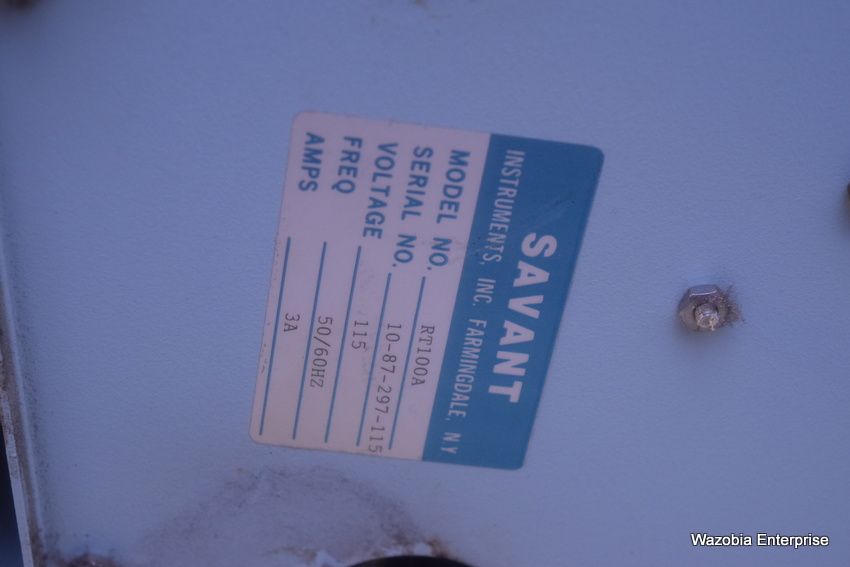 SAVANT
INSTRUMENTS, INC. FARMINGDALE, N Y
MODEL NO. RT100A
SERIAL NO. 10-87-297-115
VOLTAGE 115
FREQ 50/60HZ
AMPS 3A
Wazobia Enterprise